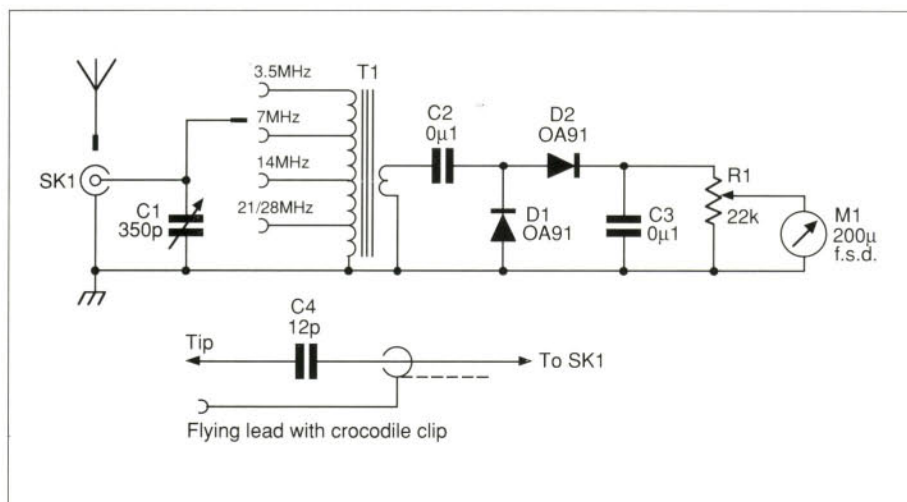 3.5MHz
T1
7MHz
14MHz
21/28MHz
SK1
C1
350p
C2
0µ1
D2
OA91
D1
OA91
C3
0µ1
R1
22k
M1
200µ
f.s.d.
C4
12p
Tip
To SK1
Flying lead with crocodile clip